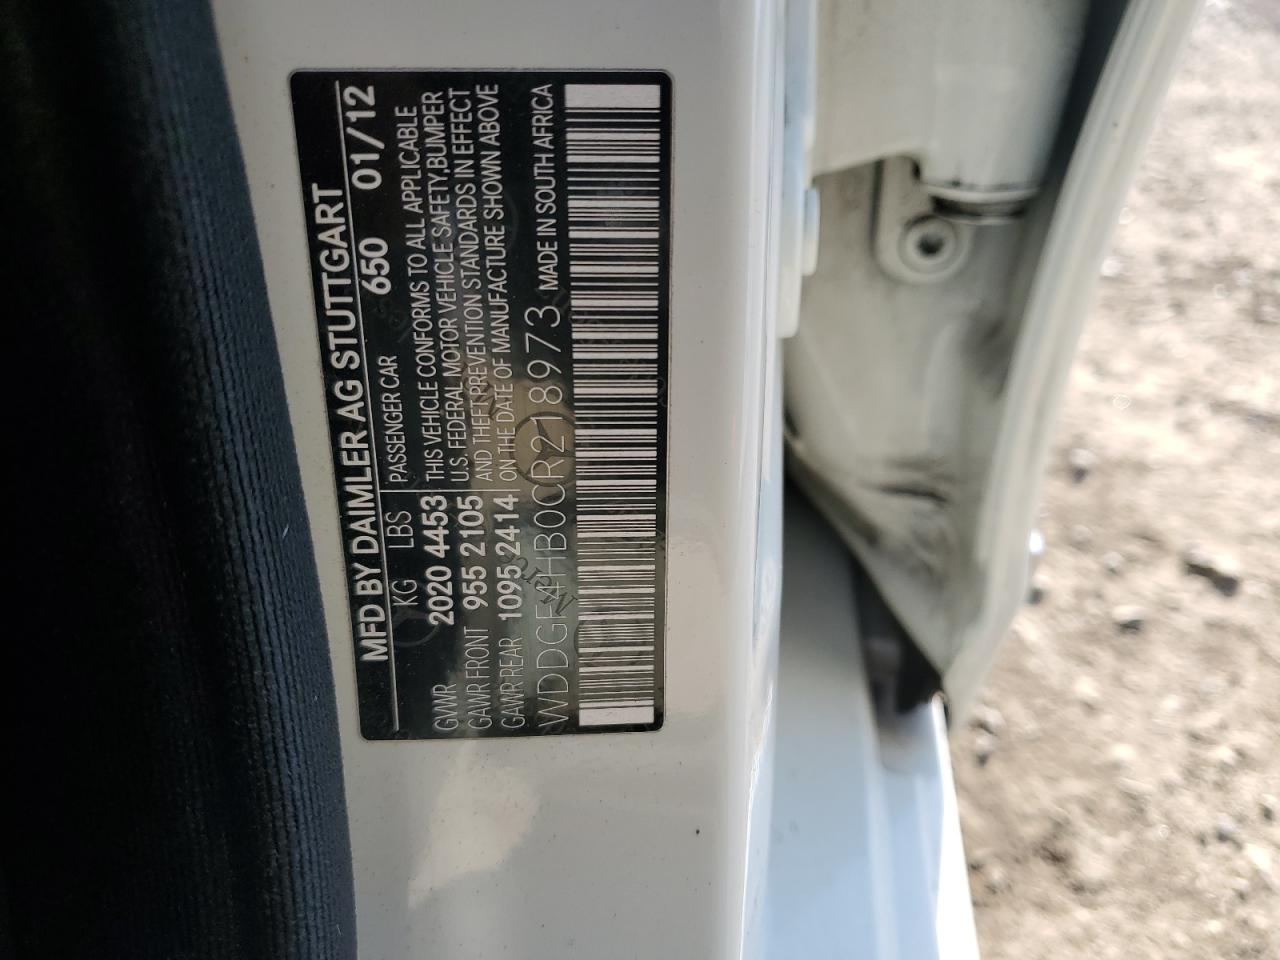 MFD BY DAIMLER AG STUTTGART
KG LBS PASSENGER CAR 650 01/12
GVWR 2020 4453 THIS VEHICLE CONFORMS TO ALL APPLICABLE
U.S. FEDERAL MOTOR VEHICLE SAFETY,BUMPER
GAWR FRONT 955 2105 AND THEFT PREVENTION STANDARDS IN EFFECT
GAWR REAR 1095 2414 ON THE DATE OF MANUFACTURE SHOWN ABOVE
WDDGF4HB0CR218973 MADE IN SOUTH AFRICA